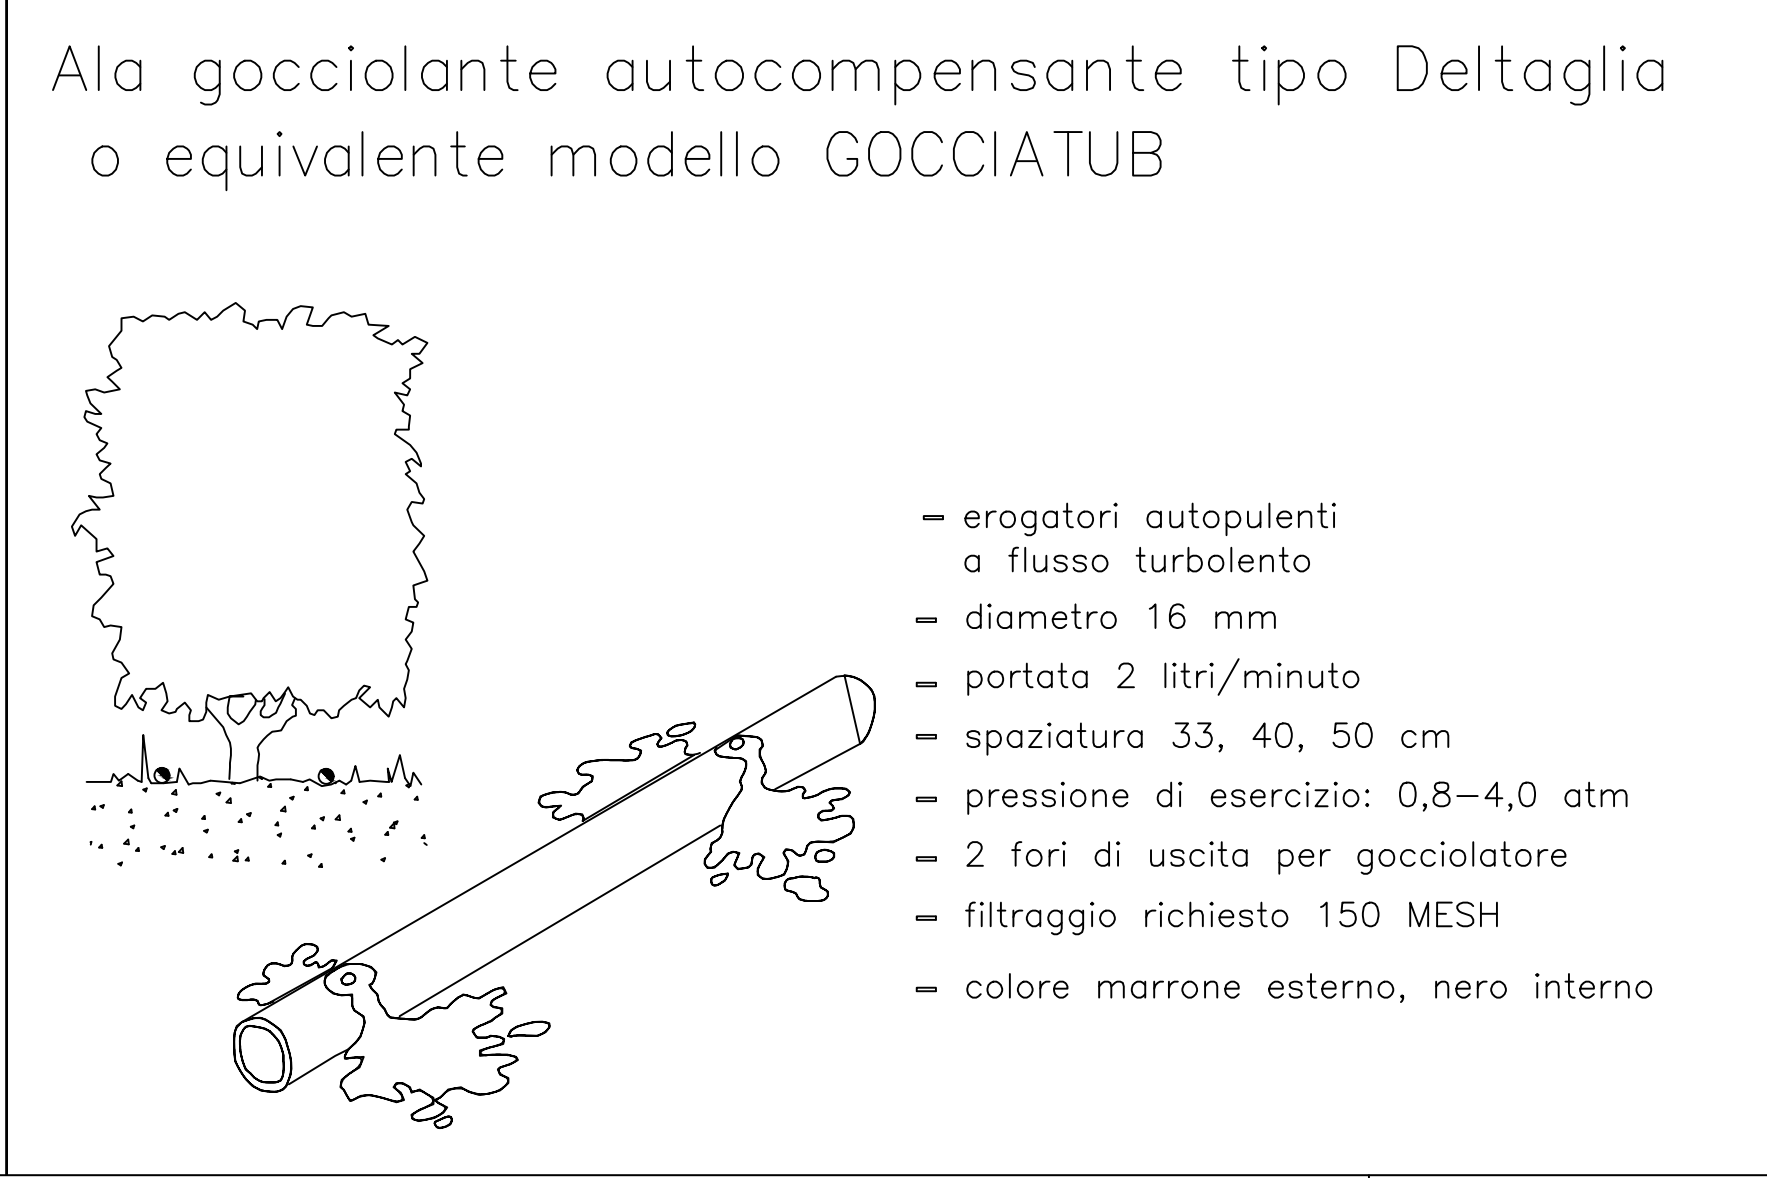 Ala gocciolante autocompensante tipo Deltaglia
o equivalente modello GOCCIATUB
- erogatori autopulenti
a flusso turbolento
- diametro 16 mm
- portata 2 litri/minuto
- spaziatura 33, 40, 50 cm
- pressione di esercizio: 0,8-4,0 atm
- 2 fori di uscita per gocciolatore
- filtraggio richiesto 150 MESH
- colore marrone esterno, nero interno